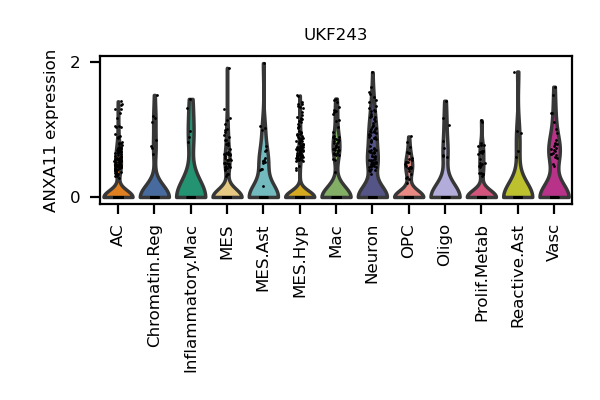 UKF243
ANXA11 expression
2
0
AC
Chromatin.Reg
Inflammatory.Mac
MES
MES.Ast
MES.Hyp
Mac
Neuron
OPC
Oligo
Prolif.Metab
Reactive.Ast
Vasc